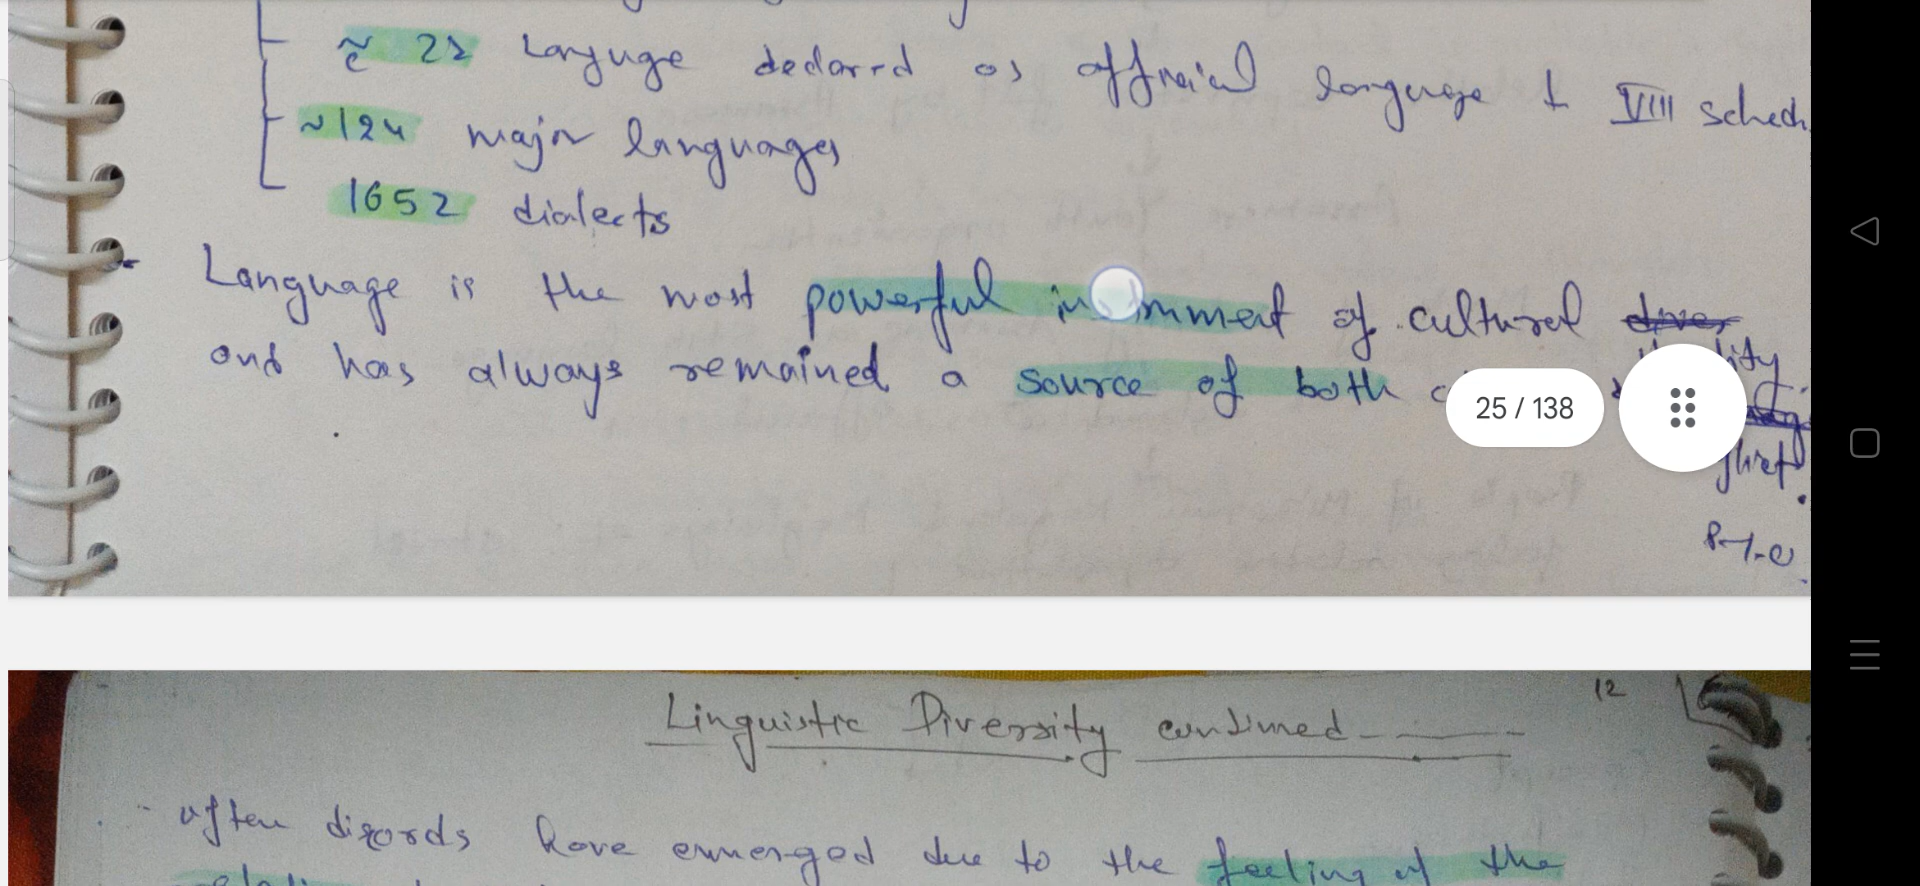 ≈ 22 Language declared as official language & VIII sched
~124 major languages
1652 dialects
- Language is the most powerful of cultural
and has always remained a source of both
25 / 138
P-T-O.
12
Linguistic Diversity continued
- often discords have emerged due to the feeling of the